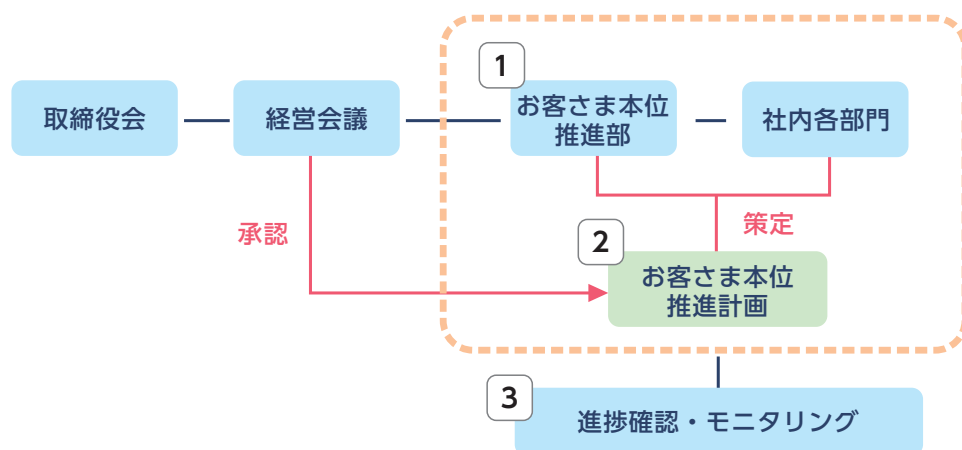 1
取締役会
経営会議
お客さま本位
推進部
社内各部門
承認
策定
2
お客さま本位
推進計画
3
進捗確認・モニタリング